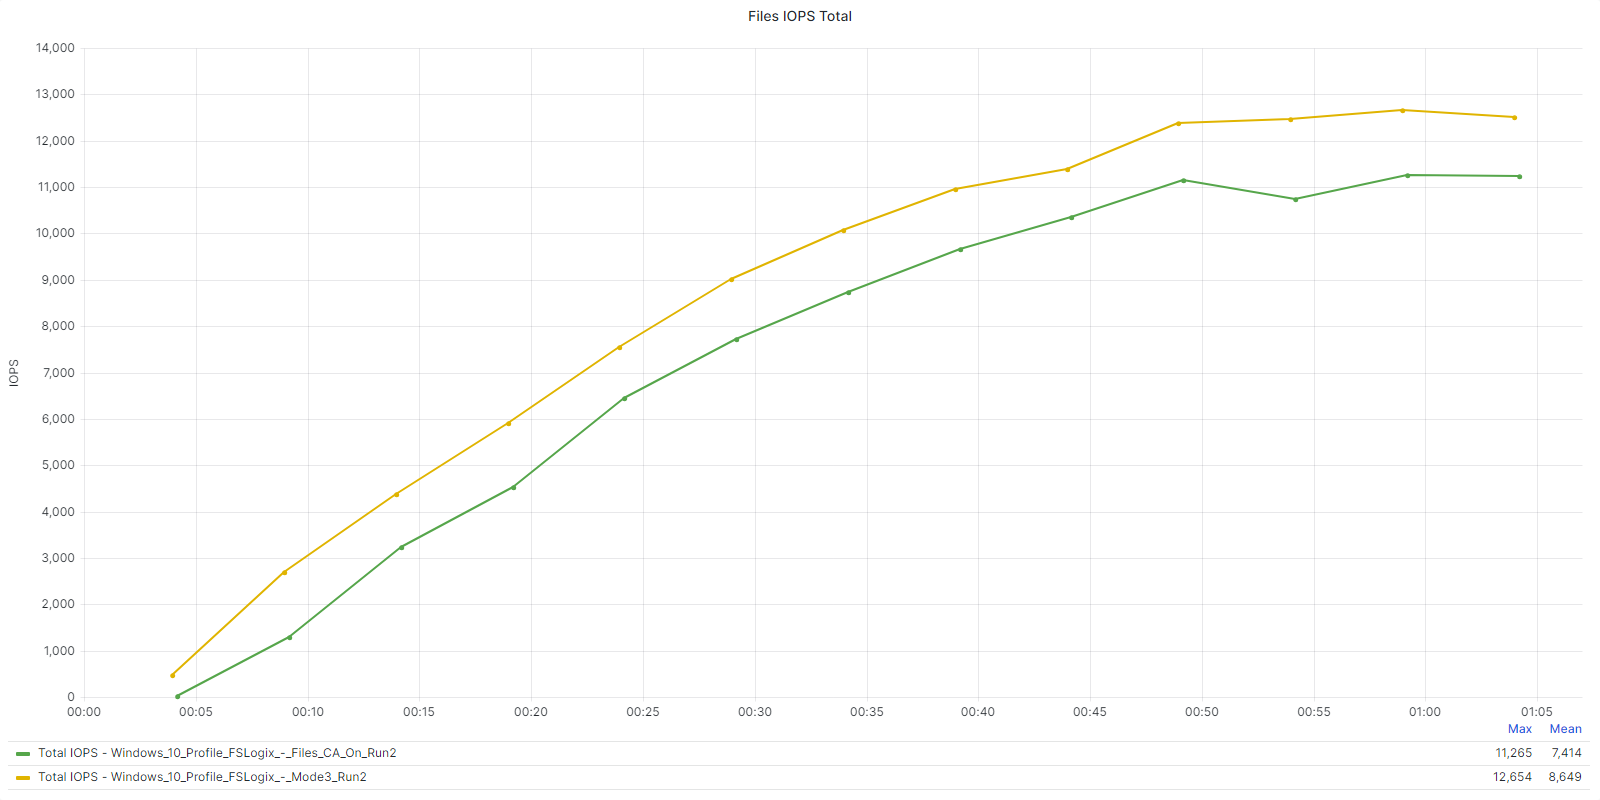 Files IOPS Total
14,000
13,000
12,000
11,000
10,000
9,000
8,000
7,000
6,000
5,000
4,000
3,000
2,000
1,000
0
IOPS
00:00 00:05 00:10 00:15 00:20 00:25 00:30 00:35 00:40 00:45 00:50 00:55 01:00 01:05
Max Mean
Total IOPS - Windows_10_Profile_FSLogix_-_Files_CA_On_Run2 11,265 7,414
Total IOPS - Windows_10_Profile_FSLogix_-_Mode3_Run2 12,654 8,649